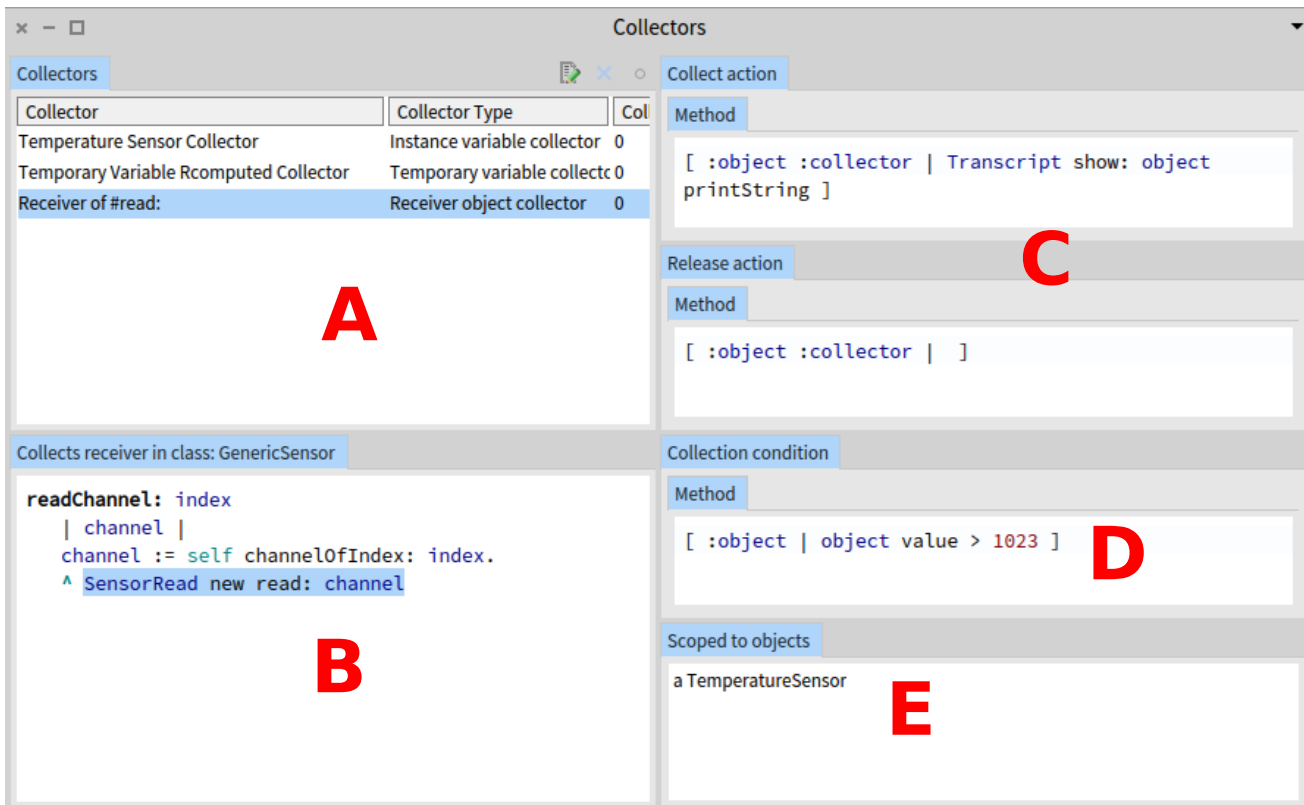 Collectors
Collectors
Collector Collector Type Coll
Temperature Sensor Collector Instance variable collector 0
Temporary Variable Rcomputed Collector Temporary variable collectc 0
Receiver of #read: Receiver object collector 0
A
Collects receiver in class: GenericSensor
readChannel: index
| channel |
channel := self channelOfIndex: index.
^ SensorRead new read: channel
B
Collect action
Method
[ :object :collector | Transcript show: object
printString ]
C
Release action
Method
[ :object :collector | ]
Collection condition
Method
[ :object | object value > 1023 ]
D
Scoped to objects
a TemperatureSensor
E